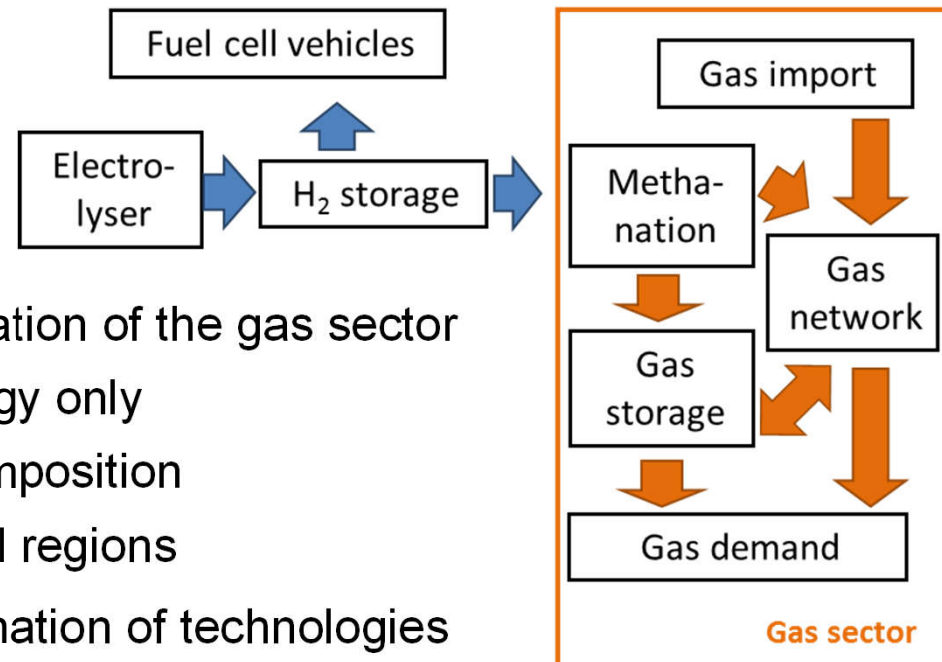 Fuel cell vehicles
Gas import
Electro-
lyser
H₂ storage
Metha-
nation
Gas
network
Gas
storage
Gas demand
Gas sector
ation of the gas sector
gy only
mposition
l regions
nation of technologies